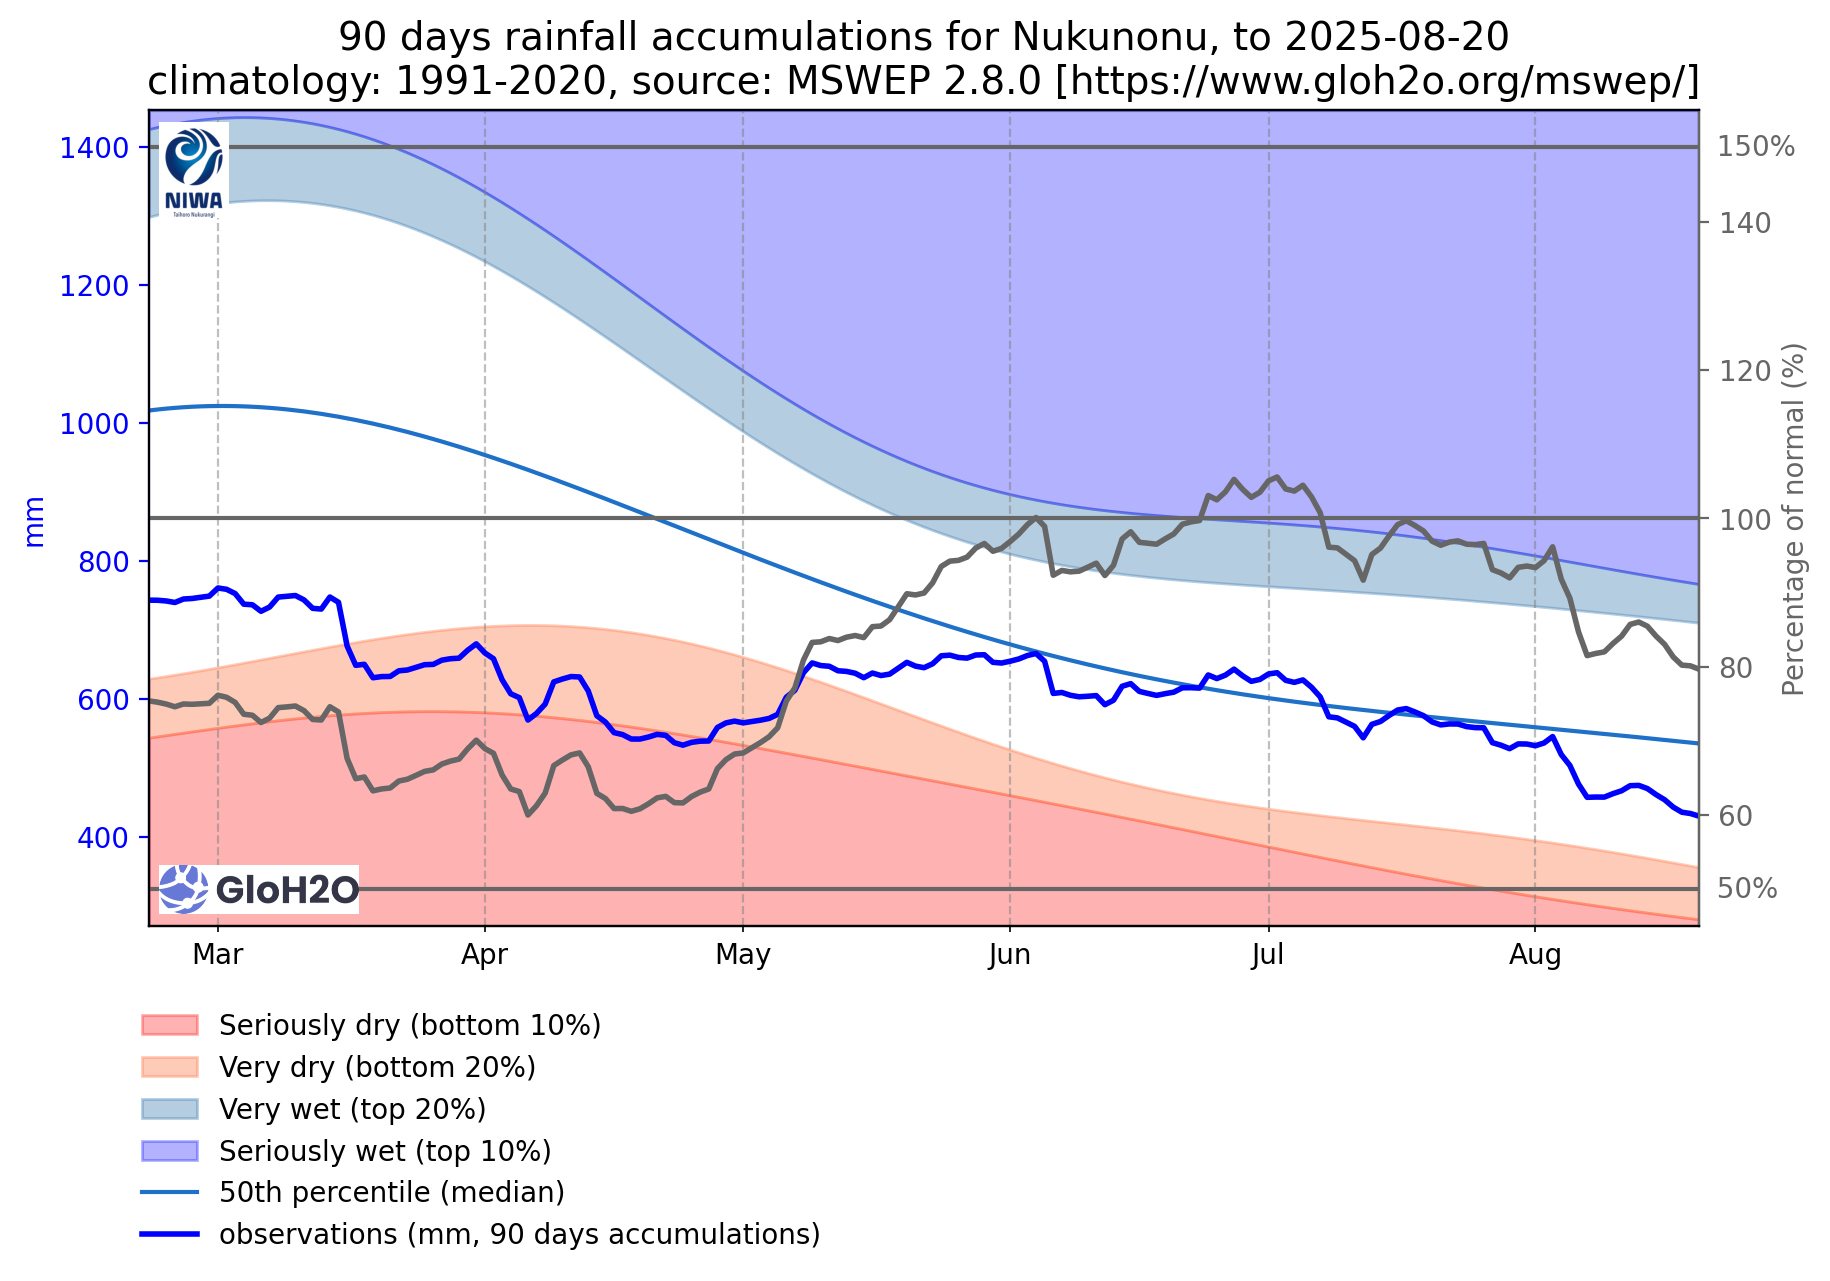 90 days rainfall accumulations for Nukunonu, to 2025-08-20
climatology: 1991-2020, source: MSWEP 2.8.0 [https://www.gloh2o.org/mswep/]
1400
1200
1000
800
600
400
mm
150%
140
120
100
80
60
50%
Percentage of normal (%)
NIWA
Taihoro Nukurangi
GloH2O
Mar
Apr
May
Jun
Jul
Aug
Seriously dry (bottom 10%)
Very dry (bottom 20%)
Very wet (top 20%)
Seriously wet (top 10%)
50th percentile (median)
observations (mm, 90 days accumulations)